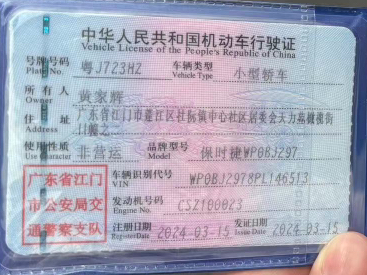 中华人民共和国机动车行驶证
Vehicle License of the People's Republic of China
号牌号码 粤J723HZ 车辆类型 小型轿车
Plate No.
所有人 黄家辉
Owner
住址 广东省江门市蓬江区杜阮镇中心社区居委会天力嘉
Address
使用性质 非营运 品牌型号 保时捷WP0BJ297
Use Character
广东省江门
市公安局交
通警察支队
车辆识别代号 WP0BJ2978PL146513
VIN
发动机号码 CSZ100023
Engine No.
注册日期 2024-03-15 发证日期 2024-03-15
Register Date Issue Date